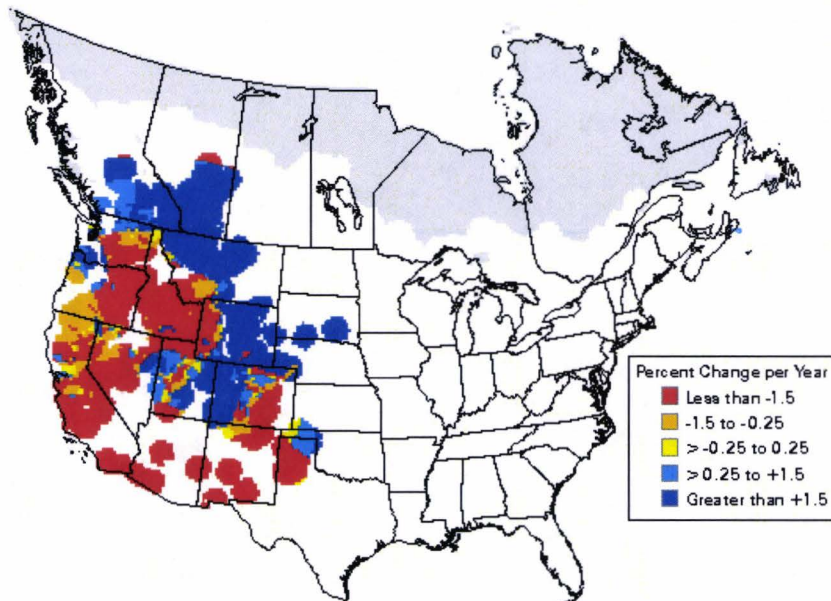 Percent Change per Year
Less than -1.5
-1.5 to -0.25
> -0.25 to 0.25
> 0.25 to +1.5
Greater than +1.5